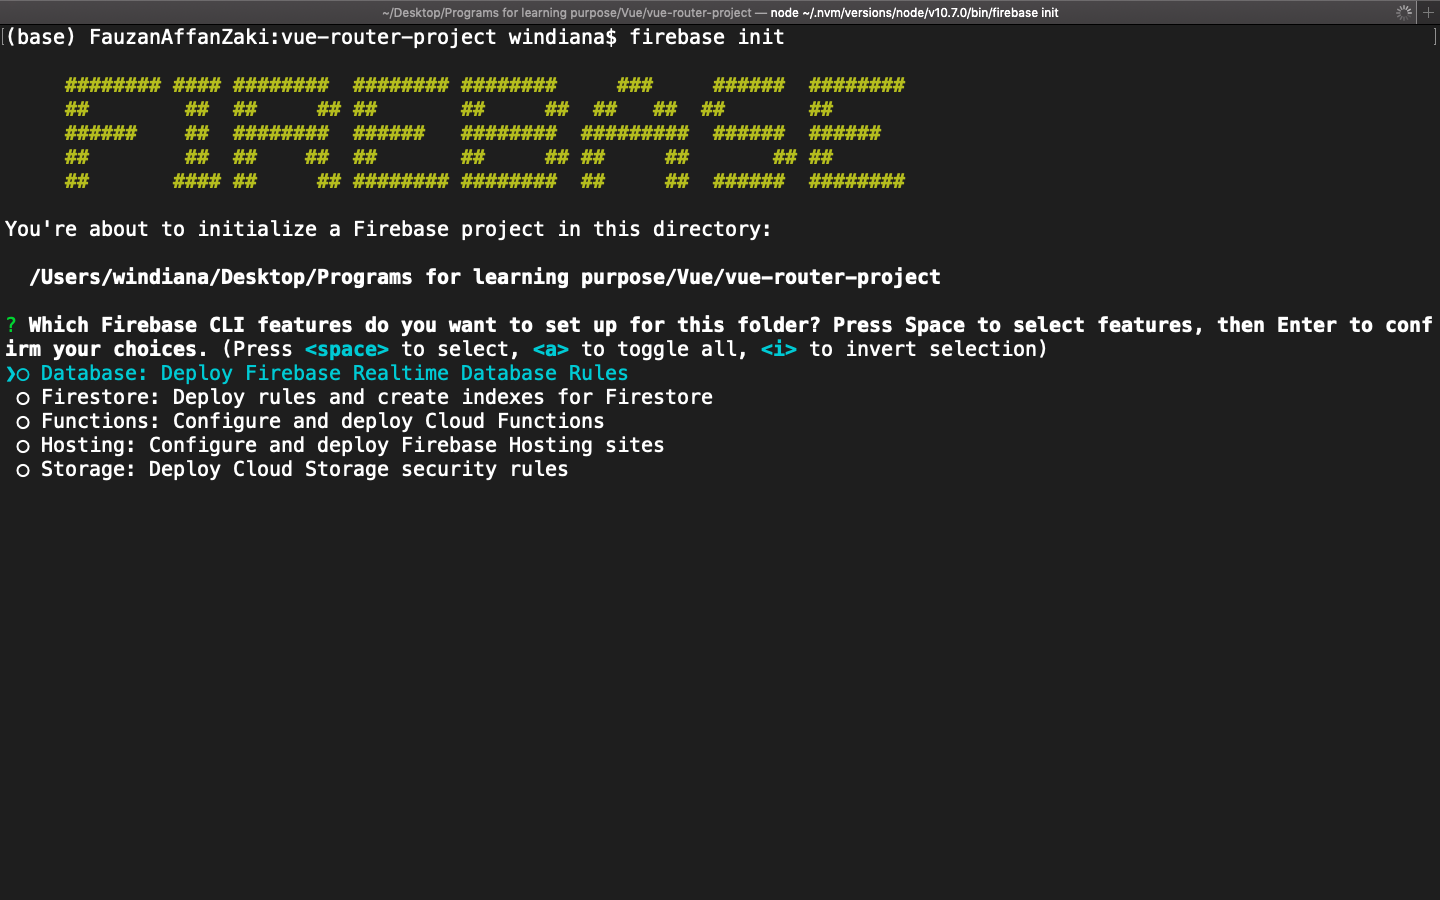 ~/Desktop/Programs for learning purpose/Vue/vue-router-project — node ~/.nvm/versions/node/v10.7.0/bin/firebase init
(base) FauzanAffanZaki:vue-router-project windiana$ firebase init
######## #### ########  ######## ########     ###     ######  ########
##        ##  ##     ## ##       ##     ##  ##   ##  ##       ##
######    ##  ########  ######   ########  #########  ######  ######
##        ##  ##    ##  ##       ##     ## ##     ##       ## ##
##       #### ##     ## ######## ########  ##     ##  ######  ########
You're about to initialize a Firebase project in this directory:
/Users/windiana/Desktop/Programs for learning purpose/Vue/vue-router-project
? Which Firebase CLI features do you want to set up for this folder? Press Space to select features, then Enter to conf
irm your choices. (Press <space> to select, <a> to toggle all, <i> to invert selection)
❯◯ Database: Deploy Firebase Realtime Database Rules
◯ Firestore: Deploy rules and create indexes for Firestore
◯ Functions: Configure and deploy Cloud Functions
◯ Hosting: Configure and deploy Firebase Hosting sites
◯ Storage: Deploy Cloud Storage security rules